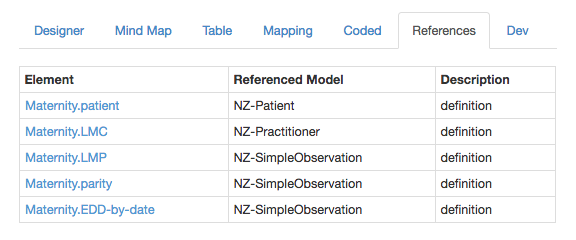 Designer Mind Map Table Mapping Coded References Dev
Element Referenced Model Description
Maternity.patient NZ-Patient definition
Maternity.LMC NZ-Practitioner definition
Maternity.LMP NZ-SimpleObservation definition
Maternity.parity NZ-SimpleObservation definition
Maternity.EDD-by-date NZ-SimpleObservation definition